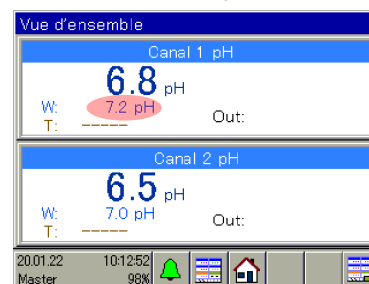 Vue d'ensemble
Canal 1 pH
6.8 pH
W: 7.2 pH
Out:
T: -----
Canal 2 pH
6.5 pH
W: 7.0 pH
Out:
T: -----
20.01.22 10:12:52
Master 98%